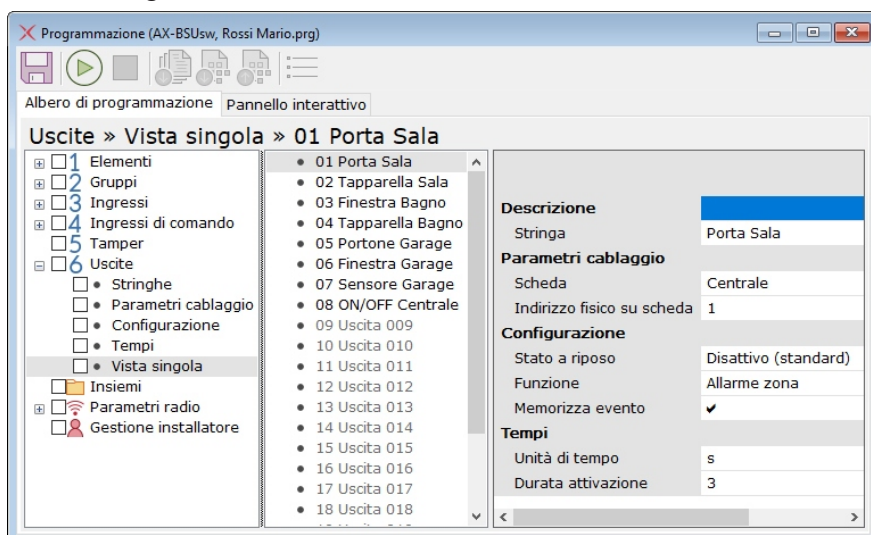 Programmazione (AX-BSUsw, Rossi Mario.prg)
Albero di programmazione Pannello interattivo
Uscite » Vista singola » 01 Porta Sala
1 Elementi
2 Gruppi
3 Ingressi
4 Ingressi di comando
5 Tamper
6 Uscite
Stringhe
Parametri cablaggio
Configurazione
Tempi
Vista singola
Insiemi
Parametri radio
Gestione installatore
01 Porta Sala
02 Tapparella Sala
03 Finestra Bagno
04 Tapparella Bagno
05 Portone Garage
06 Finestra Garage
07 Sensore Garage
08 ON/OFF Centrale
09 Uscita 009
10 Uscita 010
11 Uscita 011
12 Uscita 012
13 Uscita 013
14 Uscita 014
15 Uscita 015
16 Uscita 016
17 Uscita 017
18 Uscita 018
Descrizione
Stringa Porta Sala
Parametri cablaggio
Scheda Centrale
Indirizzo fisico su scheda 1
Configurazione
Stato a riposo Disattivo (standard)
Funzione Allarme zona
Memorizza evento ✔
Tempi
Unità di tempo s
Durata attivazione 3